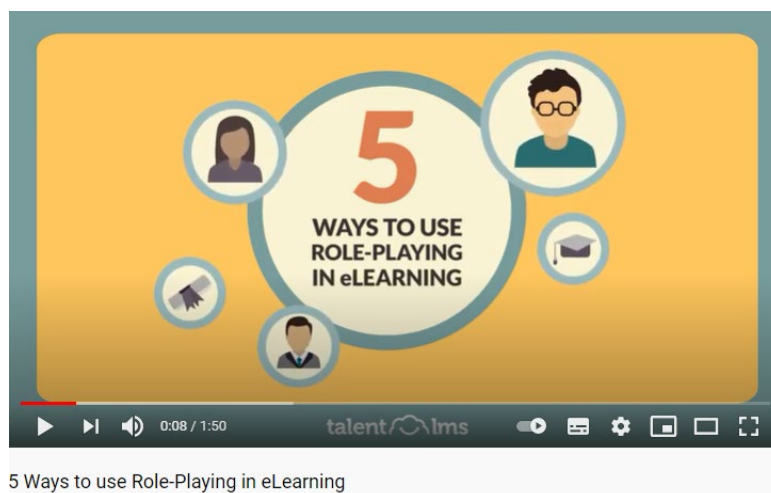 5
WAYS TO USE
ROLE-PLAYING
IN eLEARNING
0:08 / 1:50
talent lms
5 Ways to use Role-Playing in eLearning